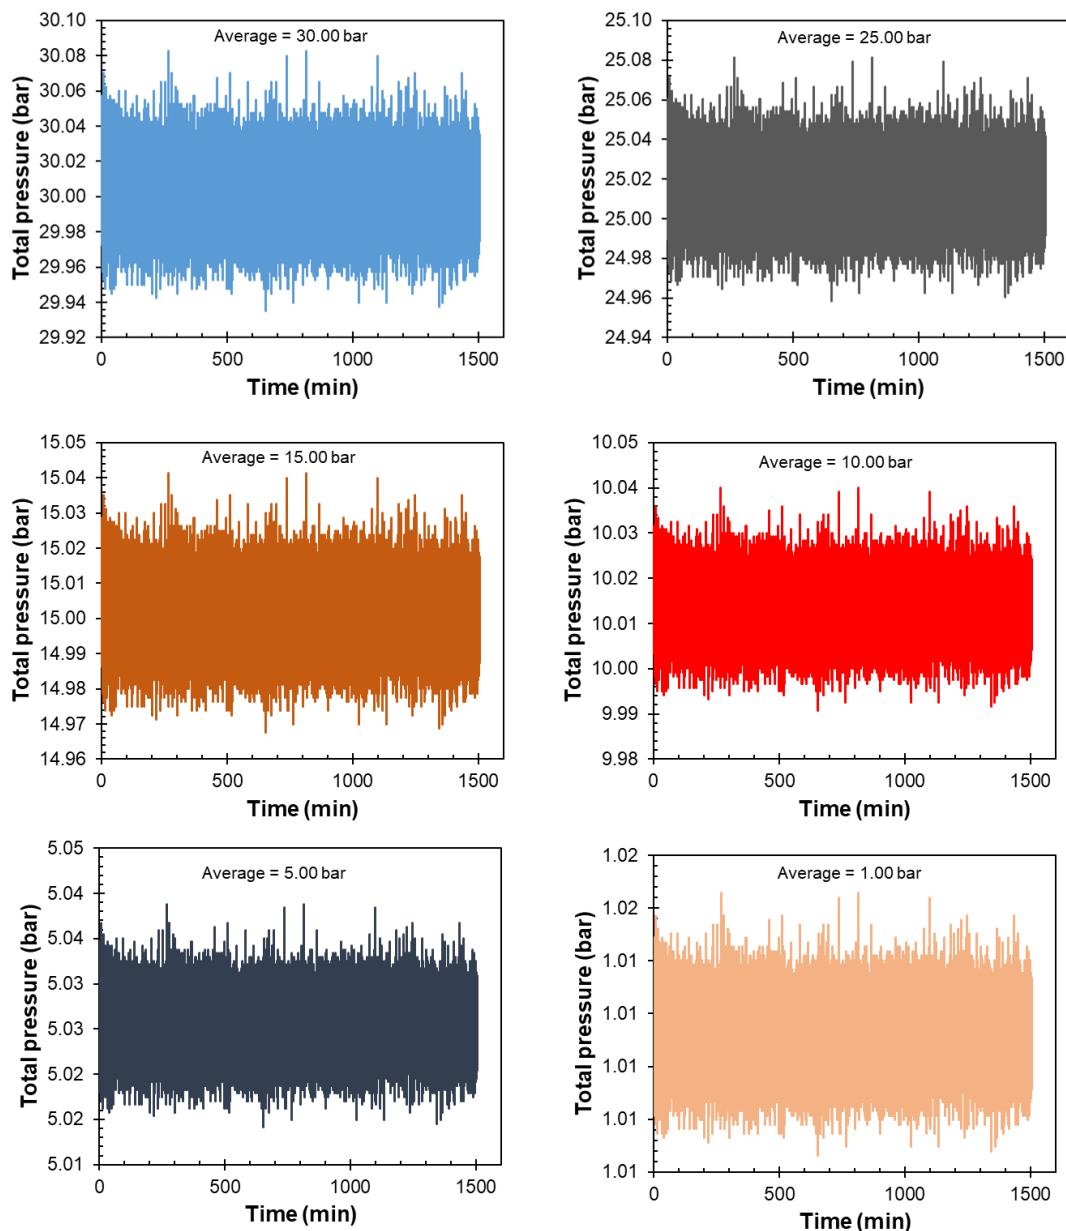 Average = 30.00 bar
Total pressure (bar)
30.10
30.08
30.06
30.04
30.02
30.00
29.98
29.96
29.94
29.92
0 500 1000 1500
Time (min)
Average = 25.00 bar
Total pressure (bar)
25.10
25.08
25.06
25.04
25.02
25.00
24.98
24.96
24.94
0 500 1000 1500
Time (min)
Average = 15.00 bar
Total pressure (bar)
15.05
15.04
15.03
15.02
15.01
15.00
14.99
14.98
14.97
14.96
0 500 1000 1500
Time (min)
Average = 10.00 bar
Total pressure (bar)
10.05
10.04
10.03
10.02
10.01
10.00
9.99
9.98
0 500 1000 1500
Time (min)
Average = 5.00 bar
Total pressure (bar)
5.05
5.04
5.04
5.03
5.03
5.02
5.02
5.01
0 500 1000 1500
Time (min)
Average = 1.00 bar
Total pressure (bar)
1.02
1.02
1.01
1.01
1.01
1.01
1.01
0 500 1000 1500
Time (min)